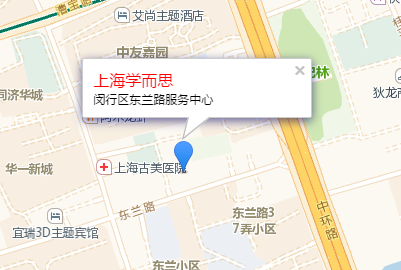 艾尚主题酒店
中友嘉园
上海学而思
闵行区东兰路服务中心
同济华城
华一新城
上海古美医院
东兰路
东兰路3
7弄小区
中环路
宜瑞3D主题宾馆
东兰小区